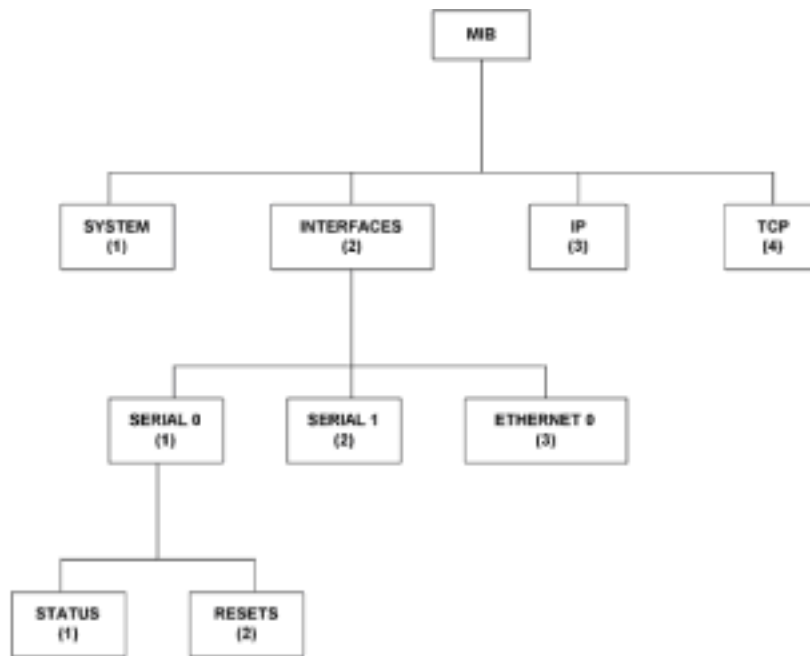 MIB
SYSTEM
(1)
INTERFACES
(2)
IP
(3)
TCP
(4)
SERIAL 0
(1)
SERIAL 1
(2)
ETHERNET 0
(3)
STATUS
(1)
RESETS
(2)